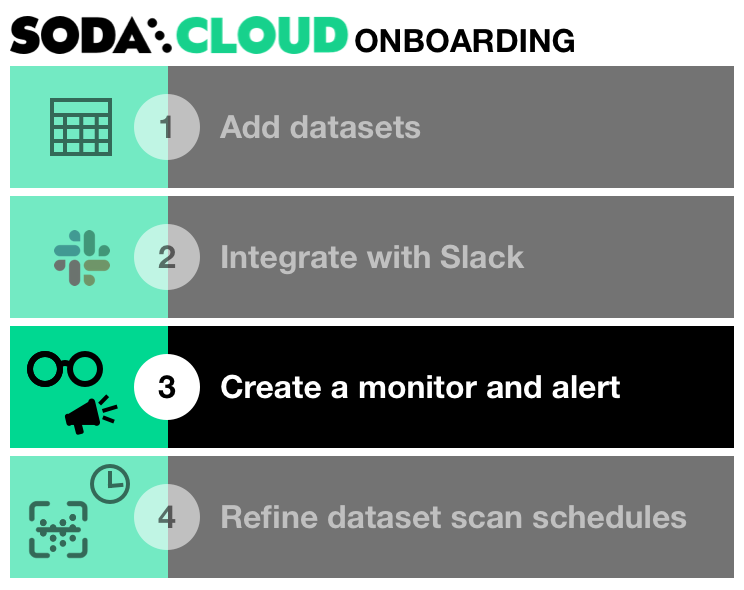 SODA CLOUD ONBOARDING
1 Add datasets
2 Integrate with Slack
3 Create a monitor and alert
4 Refine dataset scan schedules